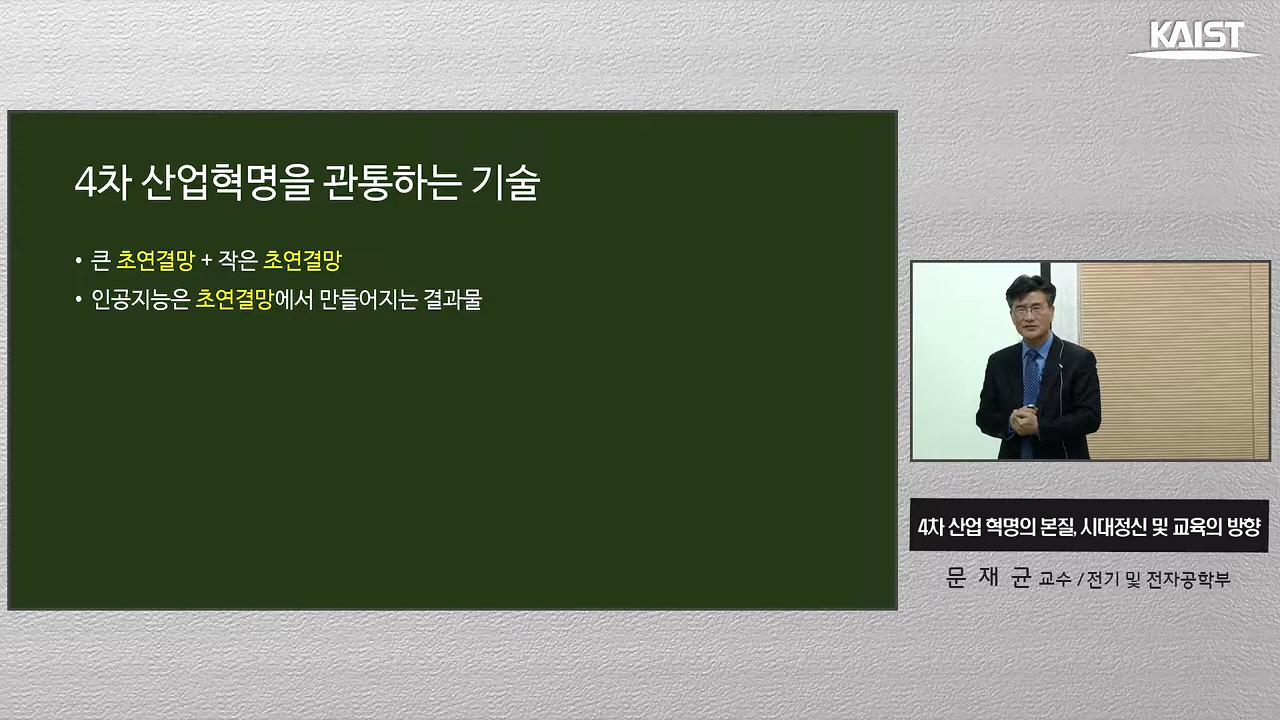 KAIST
4차 산업혁명을 관통하는 기술
• 큰 초연결망 + 작은 초연결망
• 인공지능은 초연결망에서 만들어지는 결과물
4차 산업 혁명의 본질, 시대정신 및 교육의 방향
문 재 균 교수 / 전기 및 전자공학부